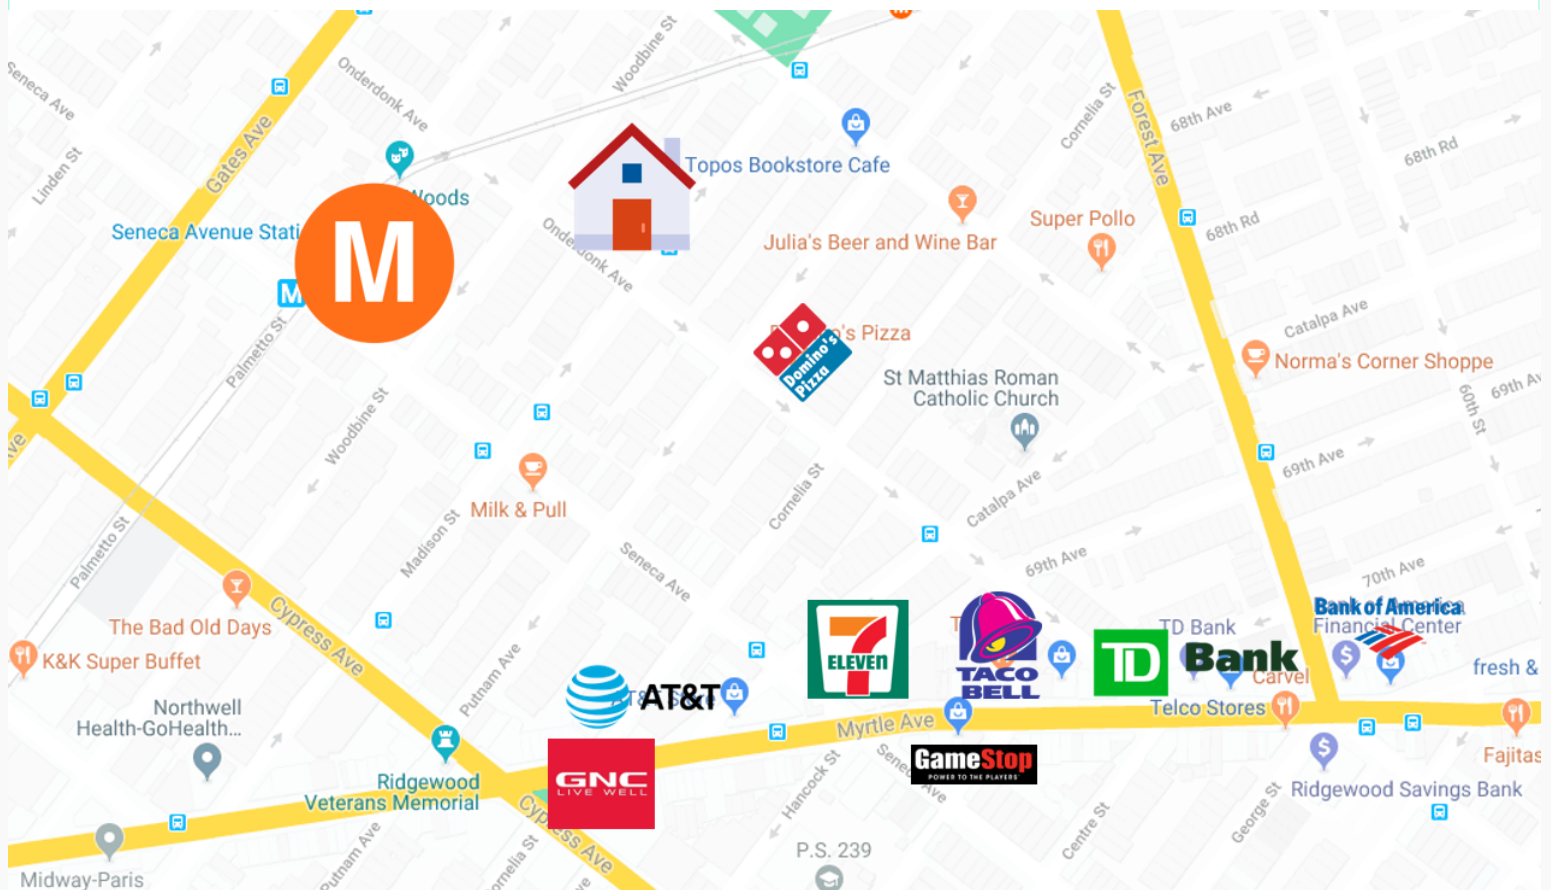 Seneca Ave
Linden St
Gates Ave
Onderdonk Ave
Woodbine St
Woods
Seneca Avenue Stati
M
M
Topos Bookstore Cafe
Onderdonk Ave
Julia's Beer and Wine Bar
Super Pollo
Cornelia St
Forest Ave
68th Ave
68th Rd
68th Rd
Catalpa Ave
Norma's Corner Shoppe
69th Av
60th St
69th Ave
Domino's
Pizza
's Pizza
St Matthias Roman
Catholic Church
Palmetto St
Woodbine St
Ave
Milk & Pull
Madison St
Cornelia St
Catalpa Ave
Seneca Ave
69th Ave
70th Ave
Palmetto St
The Bad Old Days
Cypress Ave
K&K Super Buffet
Northwell
Health-GoHealth...
Putnam Ave
AT&T
7
ELEVEN
TACO
BELL
TD Bank
TD Bank
Bank of America
Financial Center
Carvel
fresh &
Telco Stores
Myrtle Ave
GNC
LIVE WELL
GameStop
POWER TO THE PLAYERS
Ridgewood
Veterans Memorial
Cypress Ave
Hancock St
Seneca Ave
Fajitas
Ridgewood Savings Bank
George St
Centre St
P.S. 239
Putnam Ave
ornelia St
ve
Midway-Paris